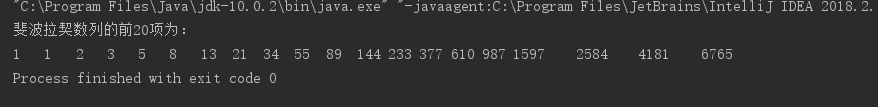 "C:\Program Files\Java\jdk-10.0.2\bin\java.exe" "-javaagent:C:\Program Files\JetBrains\IntelliJ IDEA 2018.2.
斐波拉契数列的前20项为:
1 1 2 3 5 8 13 21 34 55 89 144 233 377 610 987 1597 2584 4181 6765
Process finished with exit code 0